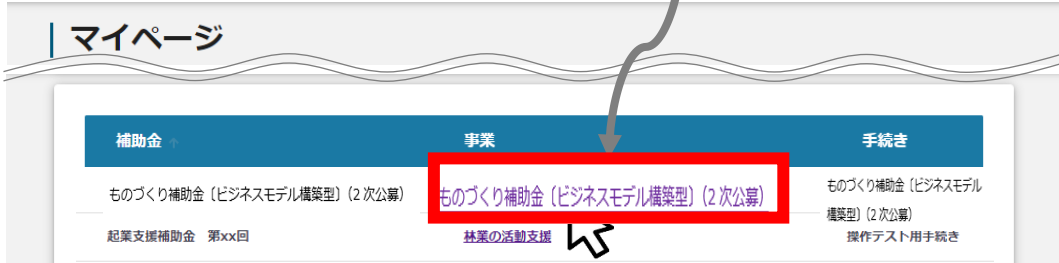 マイページ
補助金 ↑ 事業 手続き
ものづくり補助金〔ビジネスモデル構築型〕(2次公募) ものづくり補助金〔ビジネスモデル構築型〕(2次公募) ものづくり補助金〔ビジネスモデル
構築型〕(2次公募)
起業支援補助金 第xx回 林業の活動支援 操作テスト用手続き